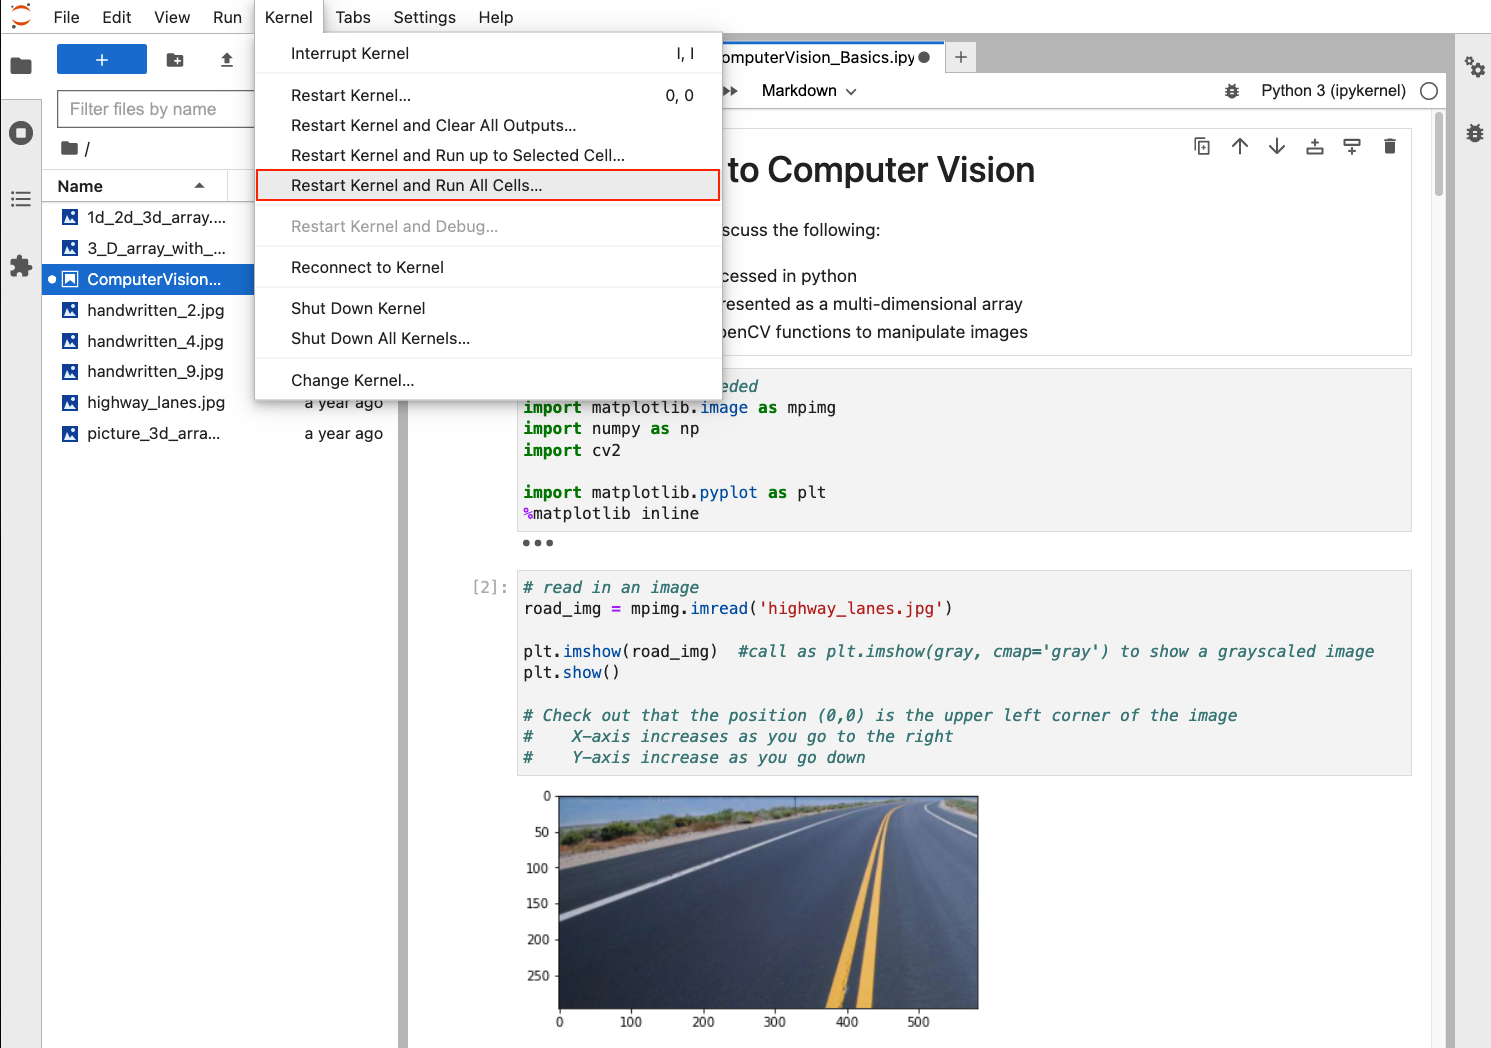 File Edit View Run Kernel Tabs Settings Help
Interrupt Kernel I, I
Restart Kernel... 0, 0
Restart Kernel and Clear All Outputs...
Restart Kernel and Run up to Selected Cell...
Restart Kernel and Run All Cells...
Restart Kernel and Debug...
Reconnect to Kernel
Shut Down Kernel
Shut Down All Kernels...
Change Kernel...
+
Filter files by name
/
Name
1d_2d_3d_array....
3_D_array_with_...
ComputerVision...
handwritten_2.jpg
handwritten_4.jpg
handwritten_9.jpg
highway_lanes.jpg a year ago
picture_3d_arra... a year ago
omputerVision_Basics.ipy +
Markdown Python 3 (ipykernel)
to Computer Vision
scuss the following:
cessed in python
resented as a multi-dimensional array
penCV functions to manipulate images
eded
import matplotlib.image as mpimg
import numpy as np
import cv2
import matplotlib.pyplot as plt
%matplotlib inline
[2]: # read in an image
road_img = mpimg.imread('highway_lanes.jpg')
plt.imshow(road_img) #call as plt.imshow(gray, cmap='gray') to show a grayscaled image
plt.show()
# Check out that the position (0,0) is the upper left corner of the image
# X-axis increases as you go to the right
# Y-axis increase as you go down
0
50
100
150
200
250
0 100 200 300 400 500